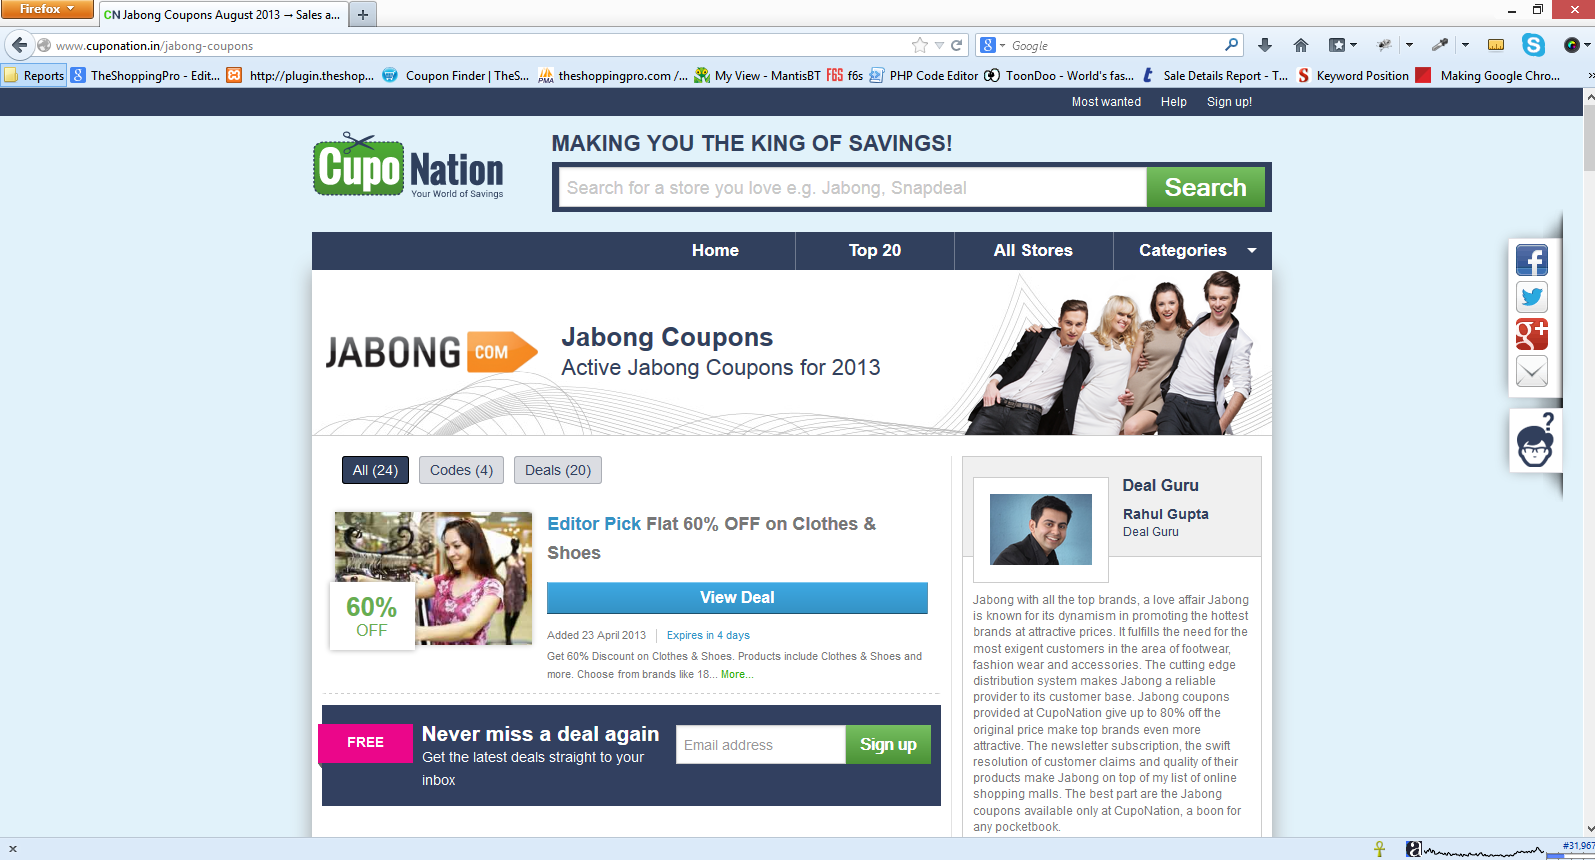 Firefox
CN Jabong Coupons August 2013 → Sales a...
www.cuponation.in/jabong-coupons
Google
Reports
TheShoppingPro - Edit...
http://plugin.theshop...
Coupon Finder | TheS...
PMA
theshoppingpro.com /...
My View - MantisBT
F6S
f6s
PHP Code Editor
ToonDoo - World's fas...
t
Sale Details Report - T...
S
Keyword Position
Making Google Chro...
Most wanted
Help
Sign up!
Cupo Nation
Your World of Savings
MAKING YOU THE KING OF SAVINGS!
Search for a store you love e.g. Jabong, Snapdeal
Search
Home
Top 20
All Stores
Categories
JABONG COM
Jabong Coupons
Active Jabong Coupons for 2013
All (24)
Codes (4)
Deals (20)
Editor Pick Flat 60% OFF on Clothes &
Shoes
60%
OFF
View Deal
Added 23 April 2013
Expires in 4 days
Get 60% Discount on Clothes & Shoes. Products include Clothes & Shoes and
more. Choose from brands like 18... More...
FREE
Never miss a deal again
Get the latest deals straight to your
inbox
Email address
Sign up
Deal Guru
Rahul Gupta
Deal Guru
Jabong with all the top brands, a love affair Jabong
is known for its dynamism in promoting the hottest
brands at attractive prices. It fulfills the need for the
most exigent customers in the area of footwear,
fashion wear and accessories. The cutting edge
distribution system makes Jabong a reliable
provider to its customer base. Jabong coupons
provided at CupoNation give up to 80% off the
original price make top brands even more
attractive. The newsletter subscription, the swift
resolution of customer claims and quality of their
products make Jabong on top of my list of online
shopping malls. The best part are the Jabong
coupons available only at CupoNation, a boon for
any pocketbook.
#31,967